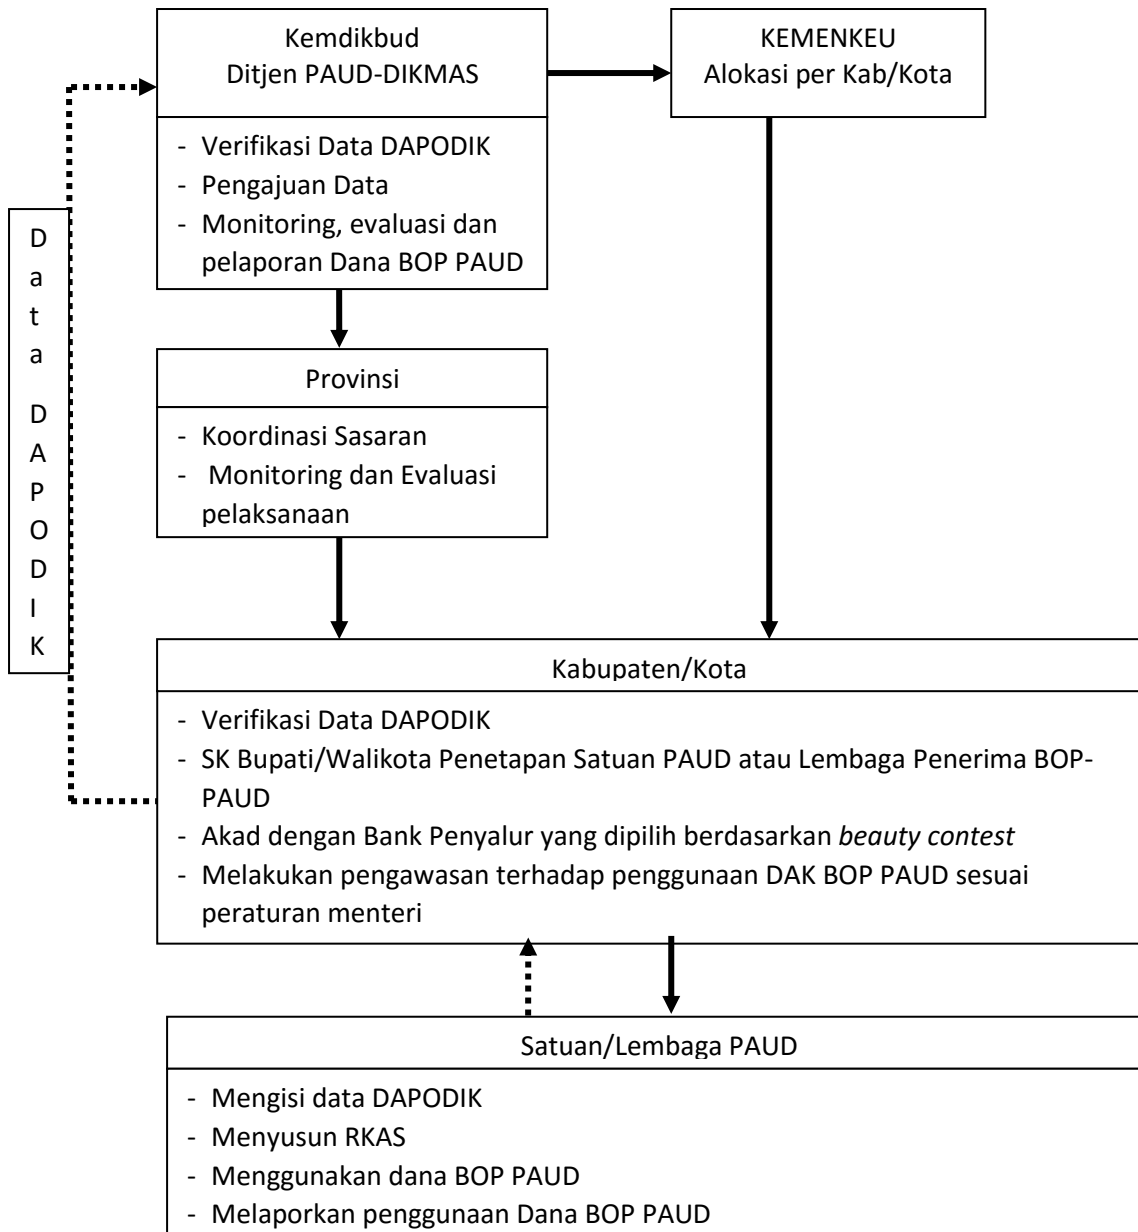 Kemdikbud
Ditjen PAUD-DIKMAS
KEMENKEU
Alokasi per Kab/Kota
- Verifikasi Data DAPODIK
- Pengajuan Data
- Monitoring, evaluasi dan
pelaporan Dana BOP PAUD
D
a
t
a
D
A
P
O
D
I
K
Provinsi
- Koordinasi Sasaran
- Monitoring dan Evaluasi
pelaksanaan
Kabupaten/Kota
- Verifikasi Data DAPODIK
- SK Bupati/Walikota Penetapan Satuan PAUD atau Lembaga Penerima BOP-
PAUD
- Akad dengan Bank Penyalur yang dipilih berdasarkan beauty contest
- Melakukan pengawasan terhadap penggunaan DAK BOP PAUD sesuai
peraturan menteri
Satuan/Lembaga PAUD
- Mengisi data DAPODIK
- Menyusun RKAS
- Menggunakan dana BOP PAUD
- Melaporkan penggunaan Dana BOP PAUD